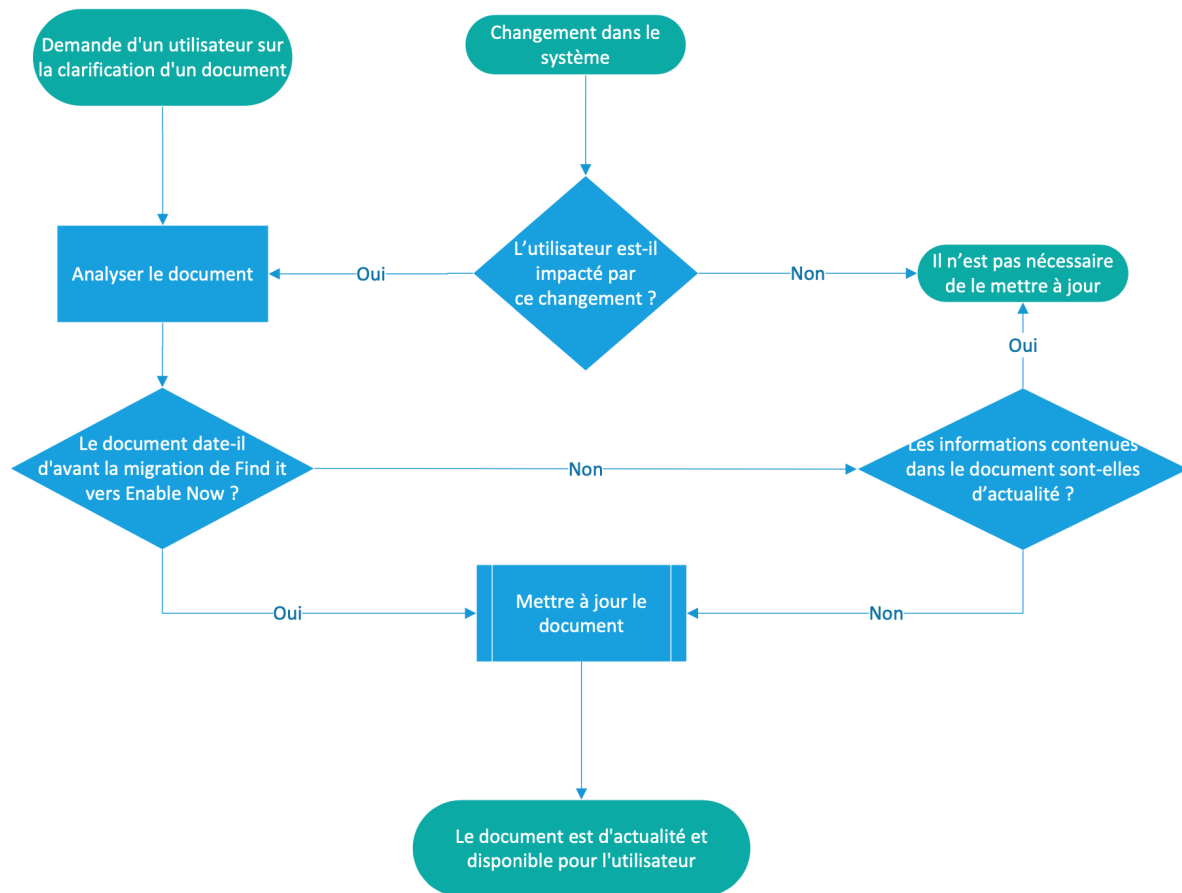 Demande d'un utilisateur sur
la clarification d'un document
Changement dans le
système
Analyser le document
Oui
L’utilisateur est-il
impacté par
ce changement ?
Non
Il n’est pas nécessaire
de le mettre à jour
Oui
Le document date-il
d'avant la migration de Find it
vers Enable Now ?
Non
Les informations contenues
dans le document sont-elles
d’actualité ?
Oui
Mettre à jour le
document
Non
Le document est d'actualité et
disponible pour l'utilisateur